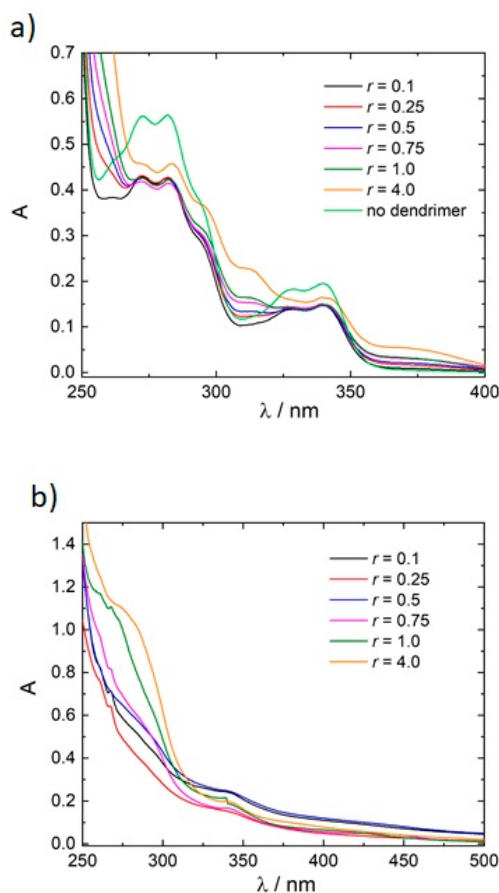 a)
0.7
0.6
0.5
0.4
0.3
0.2
0.1
0.0
A
r = 0.1
r = 0.25
r = 0.5
r = 0.75
r = 1.0
r = 4.0
no dendrimer
250 300 350 400
λ / nm
b)
1.4
1.2
1.0
0.8
0.6
0.4
0.2
0.0
A
r = 0.1
r = 0.25
r = 0.5
r = 0.75
r = 1.0
r = 4.0
250 300 350 400 450 500
λ / nm